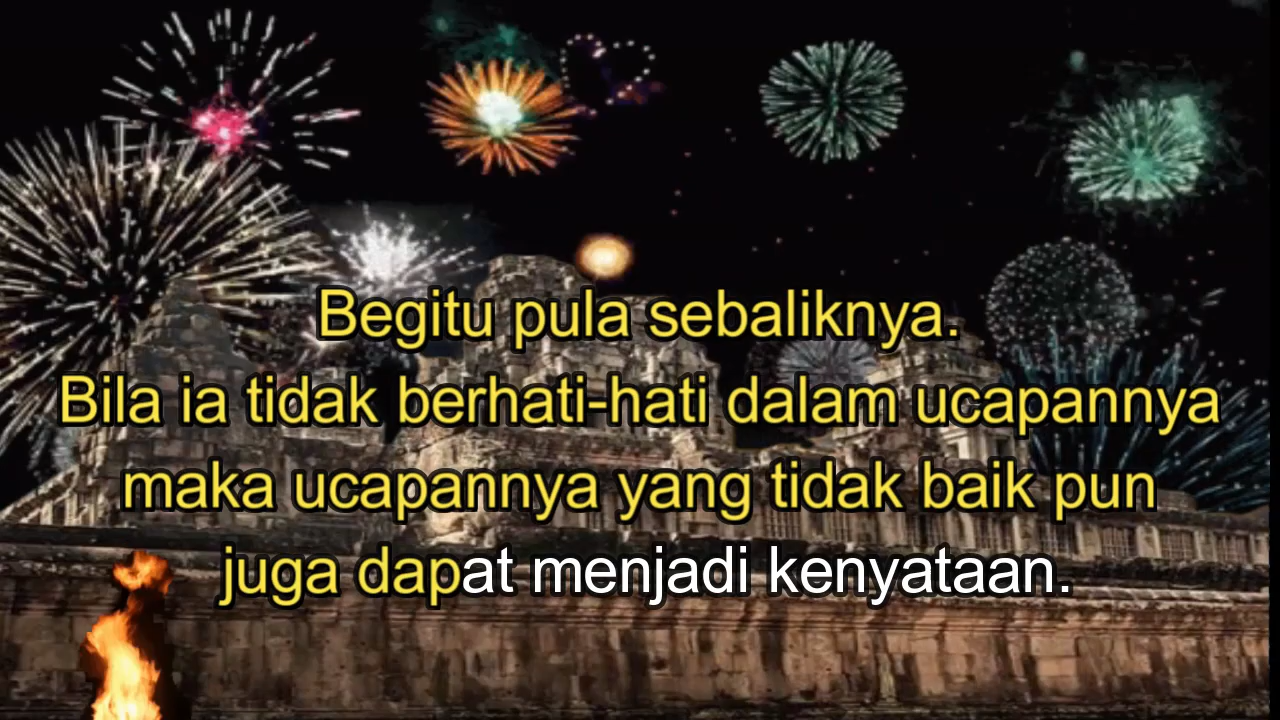 Begitu pula sebaliknya.
Bila ia tidak berhati-hati dalam ucapannya
maka ucapannya yang tidak baik pun
juga dapat menjadi kenyataan.